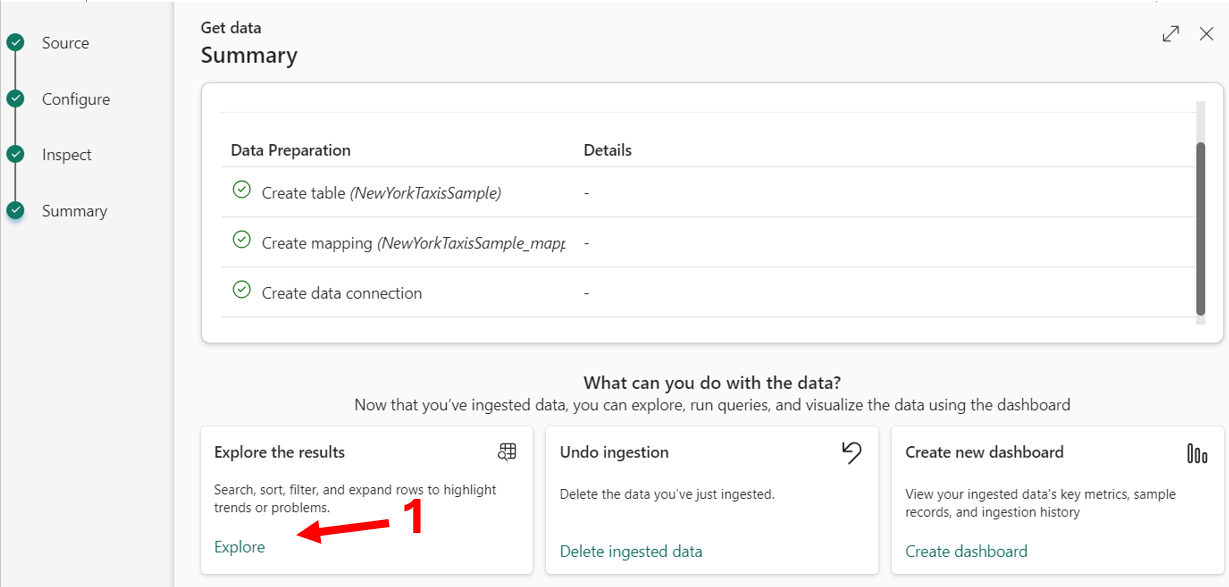 Source
Configure
Inspect
Summary
Get data
Summary
Data Preparation Details
Create table (NewYorkTaxisSample) -
Create mapping (NewYorkTaxisSample_mapp -
Create data connection -
What can you do with the data?
Now that you've ingested data, you can explore, run queries, and visualize the data using the dashboard
Explore the results
Search, sort, filter, and expand rows to highlight
trends or problems.
1
Explore
Undo ingestion
Delete the data you've just ingested.
Delete ingested data
Create new dashboard
View your ingested data's key metrics, sample
records, and ingestion history
Create dashboard